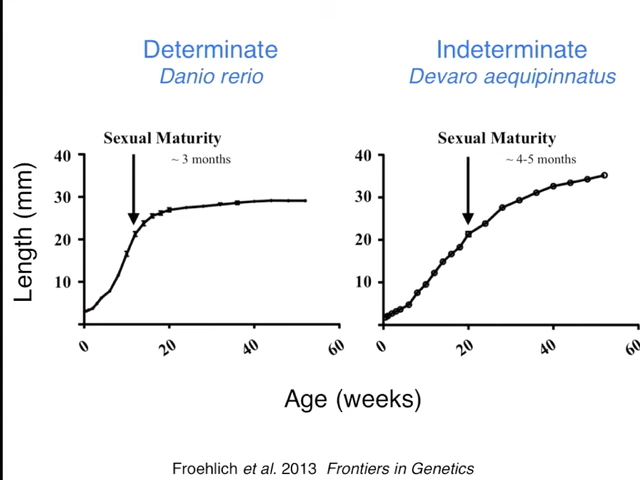 Determinate
Danio rerio
Indeterminate
Devaro aequipinnatus
Sexual Maturity
~ 3 months
Sexual Maturity
~ 4-5 months
Length (mm)
40
30
20
10
0
20
40
60
40
30
20
10
0
20
40
60
Age (weeks)
Froehlich et al. 2013 Frontiers in Genetics